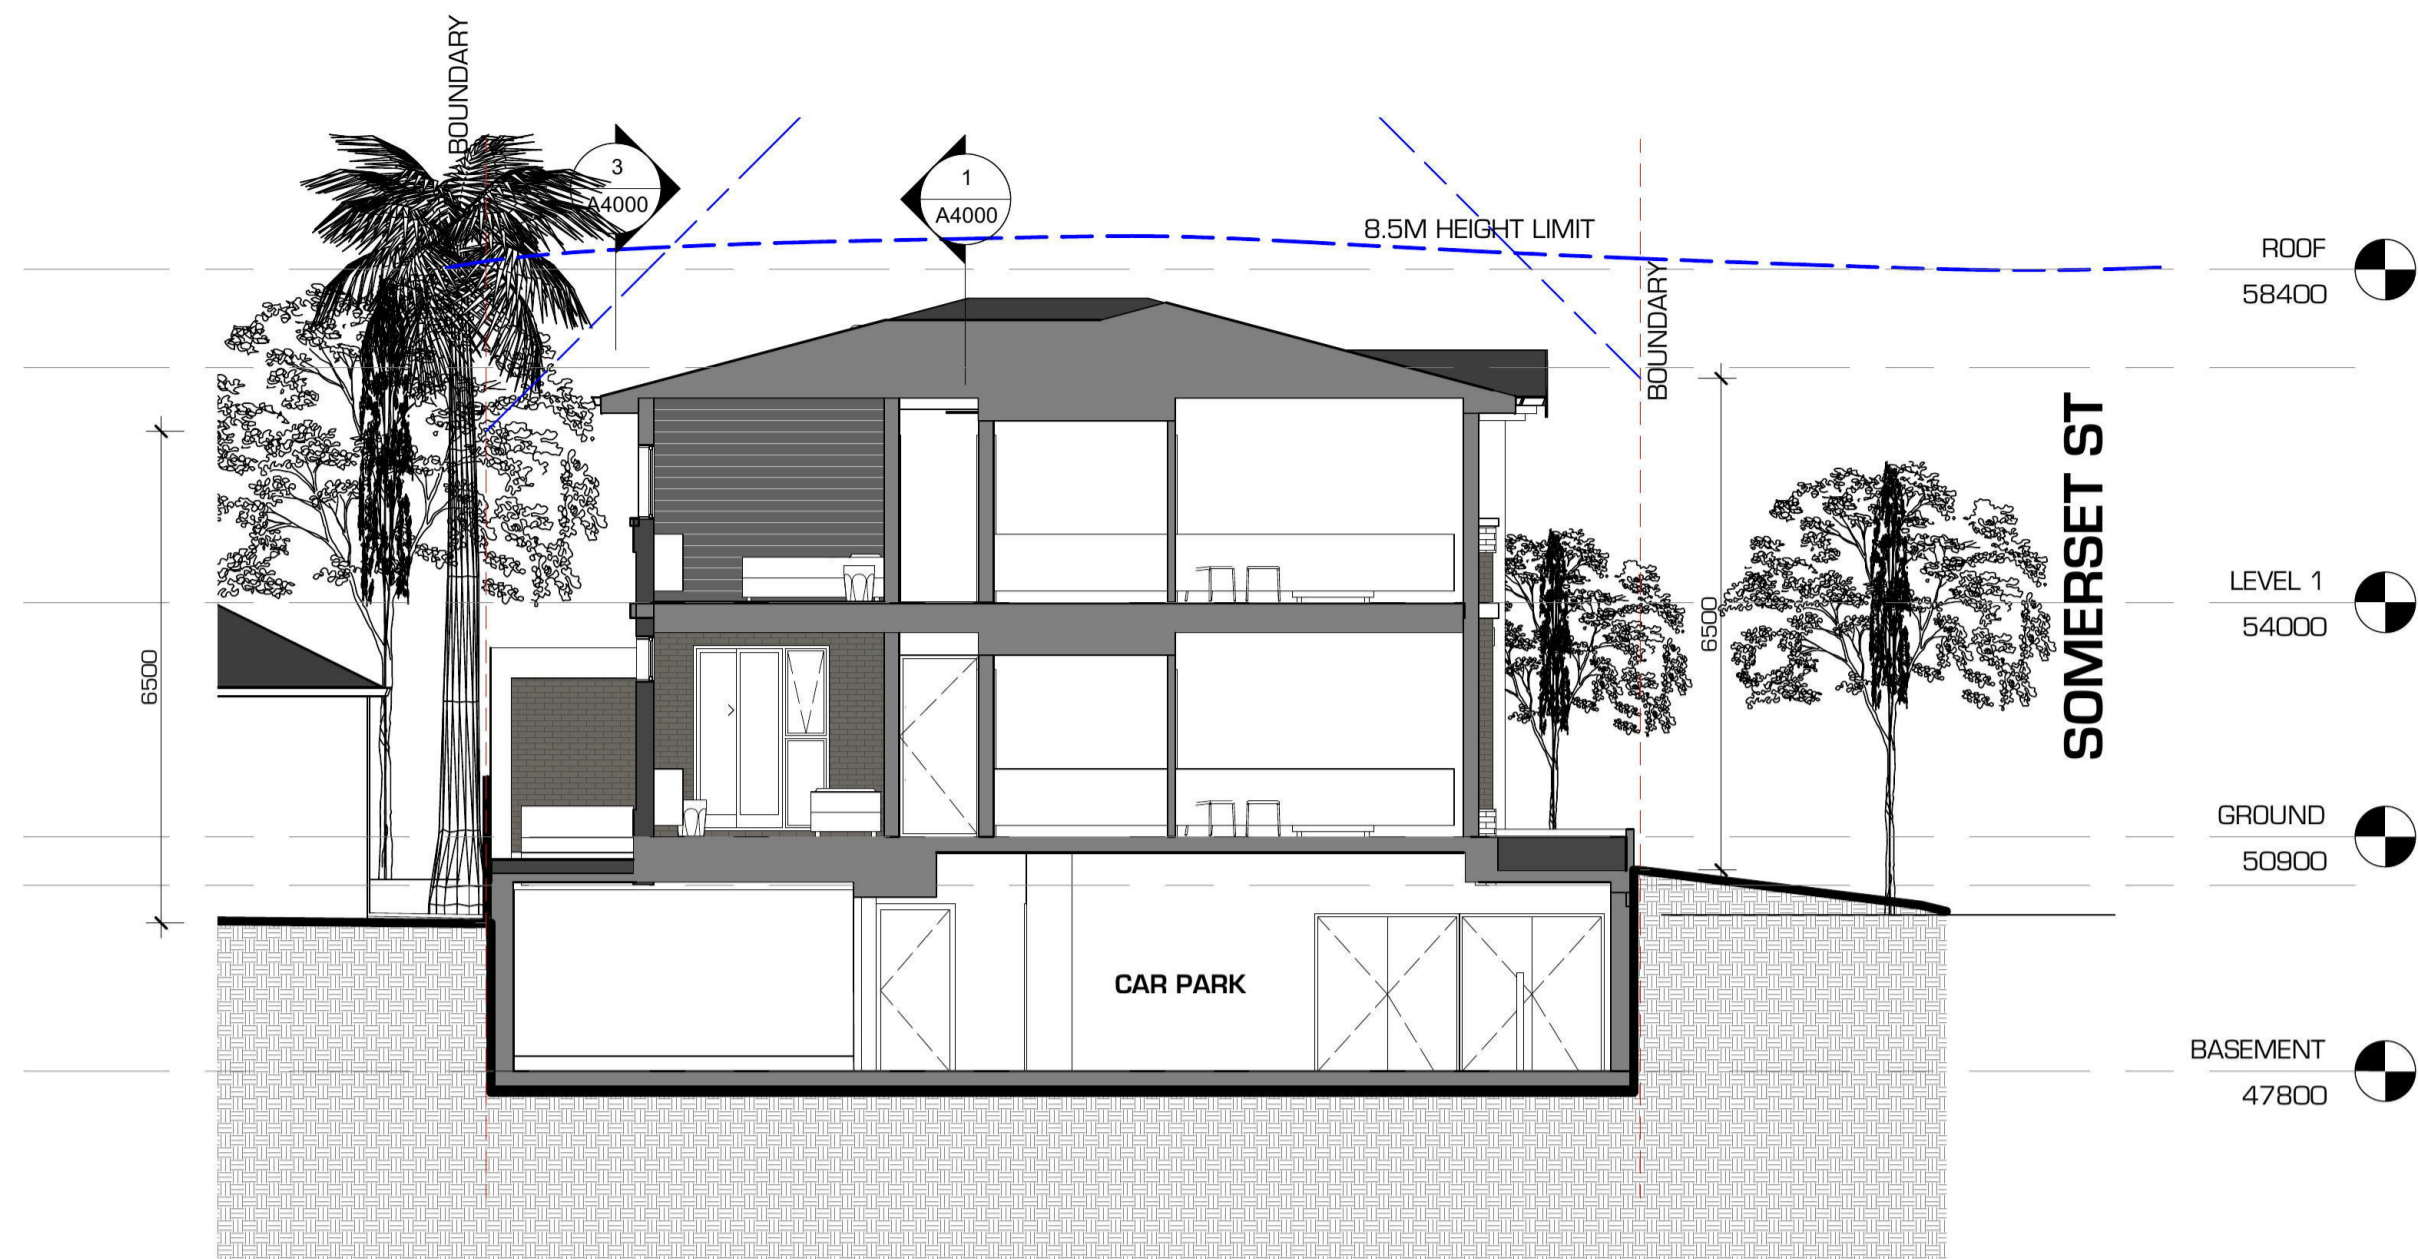 BOUNDARY
3
A4000
1
A4000
8.5M HEIGHT LIMIT
BOUNDARY
ROOF
58400
SOMERSET ST
LEVEL 1
54000
6500
6500
GROUND
50900
CAR PARK
BASEMENT
47800